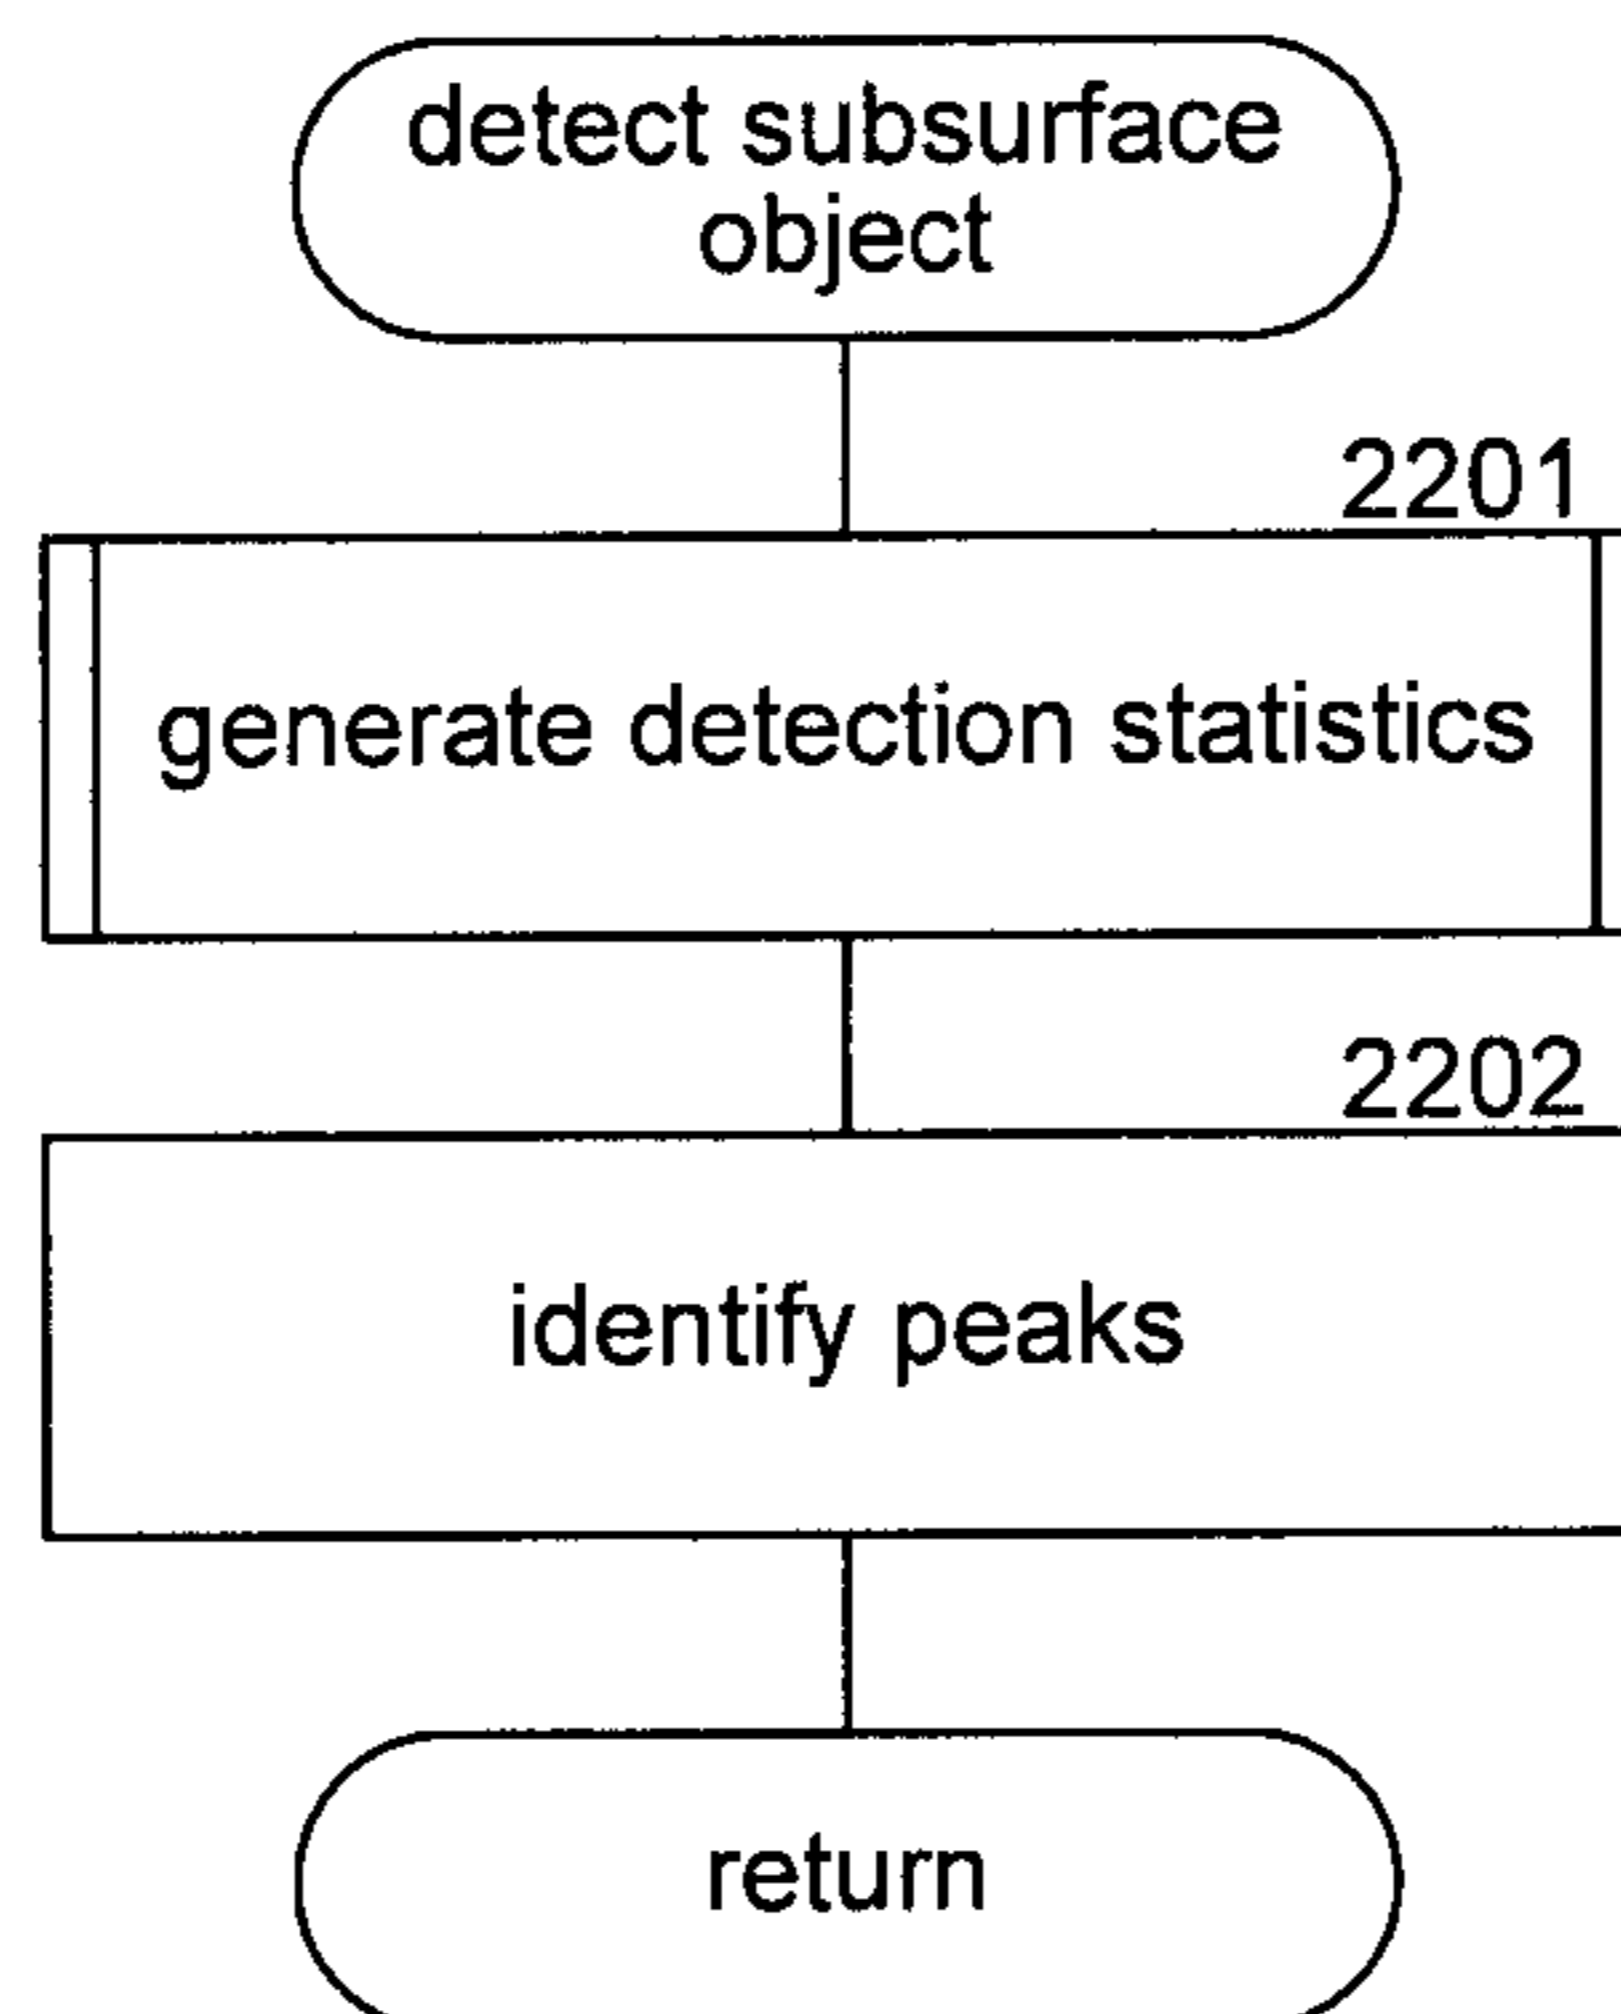 detect subsurface
object
2201
generate detection statistics
2202
identify peaks
return